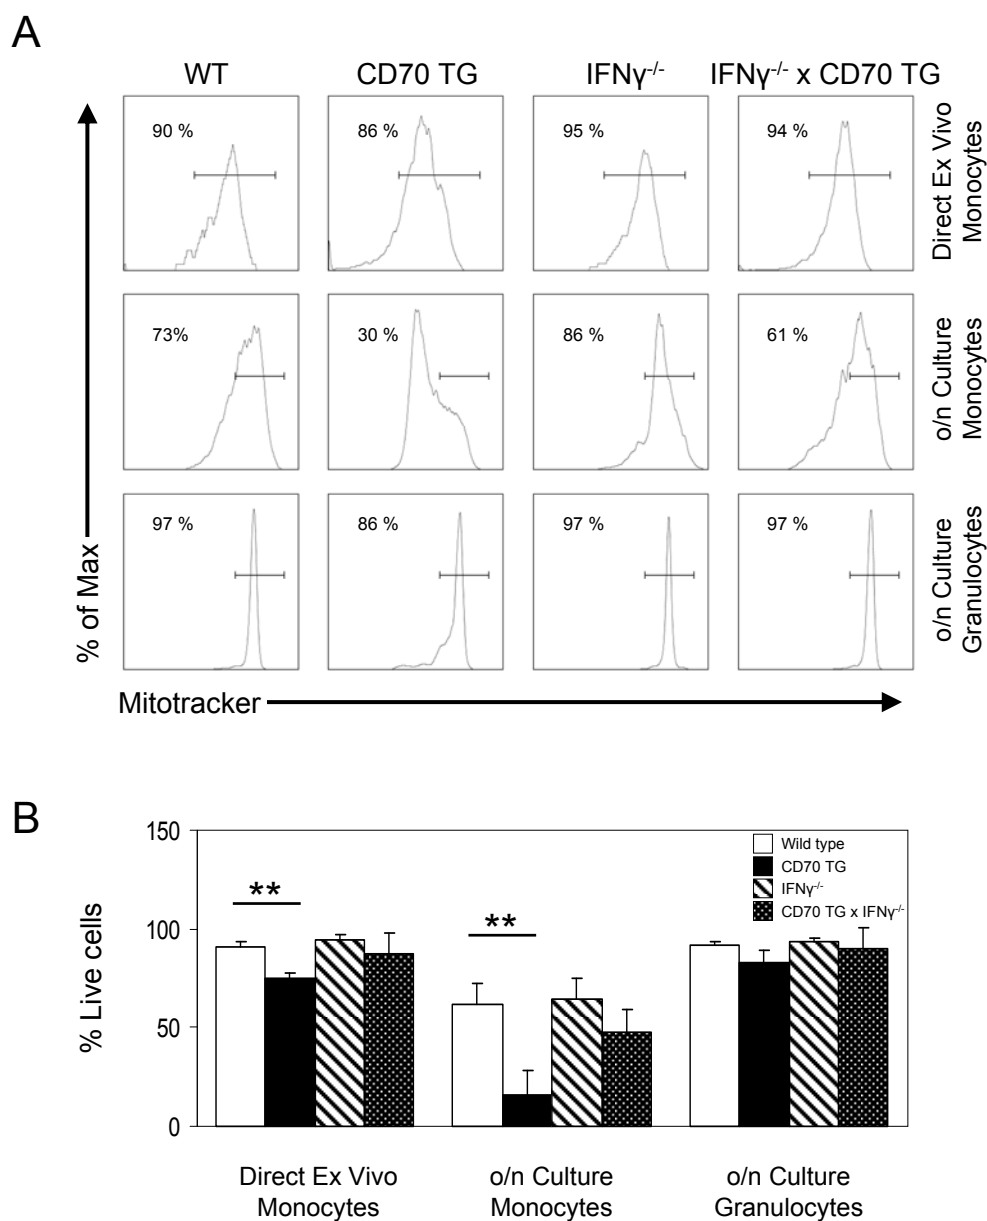 A
WT CD70 TG IFNγ-/- IFNγ-/- x CD70 TG
90 % 86 % 95 % 94 %
Direct Ex Vivo
Monocytes
73% 30 % 86 % 61 %
o/n Culture
Monocytes
97 % 86 % 97 % 97 %
o/n Culture
Granulocytes
% of Max
Mitotracker
B
150
100
50
0
% Live cells
** **
Wild type
CD70 TG
IFNγ-/-
CD70 TG x IFNγ-/-
Direct Ex Vivo
Monocytes
o/n Culture
Monocytes
o/n Culture
Granulocytes